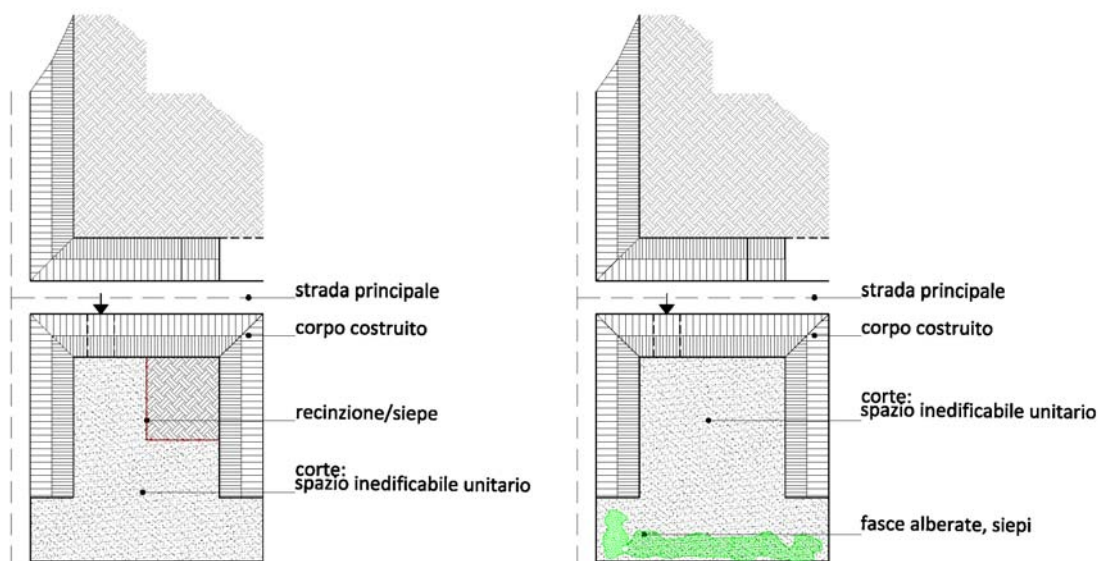 strada principale
corpo costruito
recinzione/siepe
corte:
spazio inedificabile unitario
strada principale
corpo costruito
corte:
spazio inedificabile unitario
fasce alberate, siepi